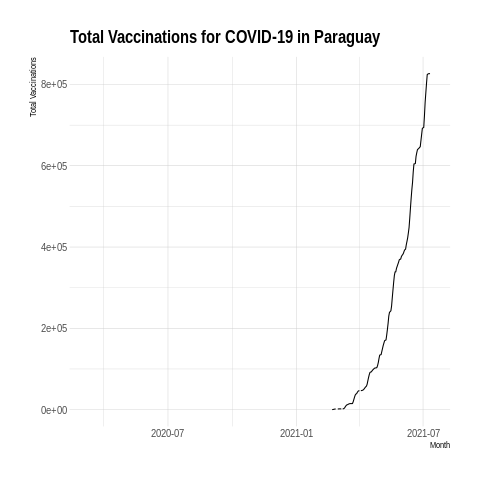 Total Vaccinations for COVID-19 in Paraguay
Total Vaccinations
8e+05
6e+05
4e+05
2e+05
0e+00
2020-07
2021-01
2021-07
Month